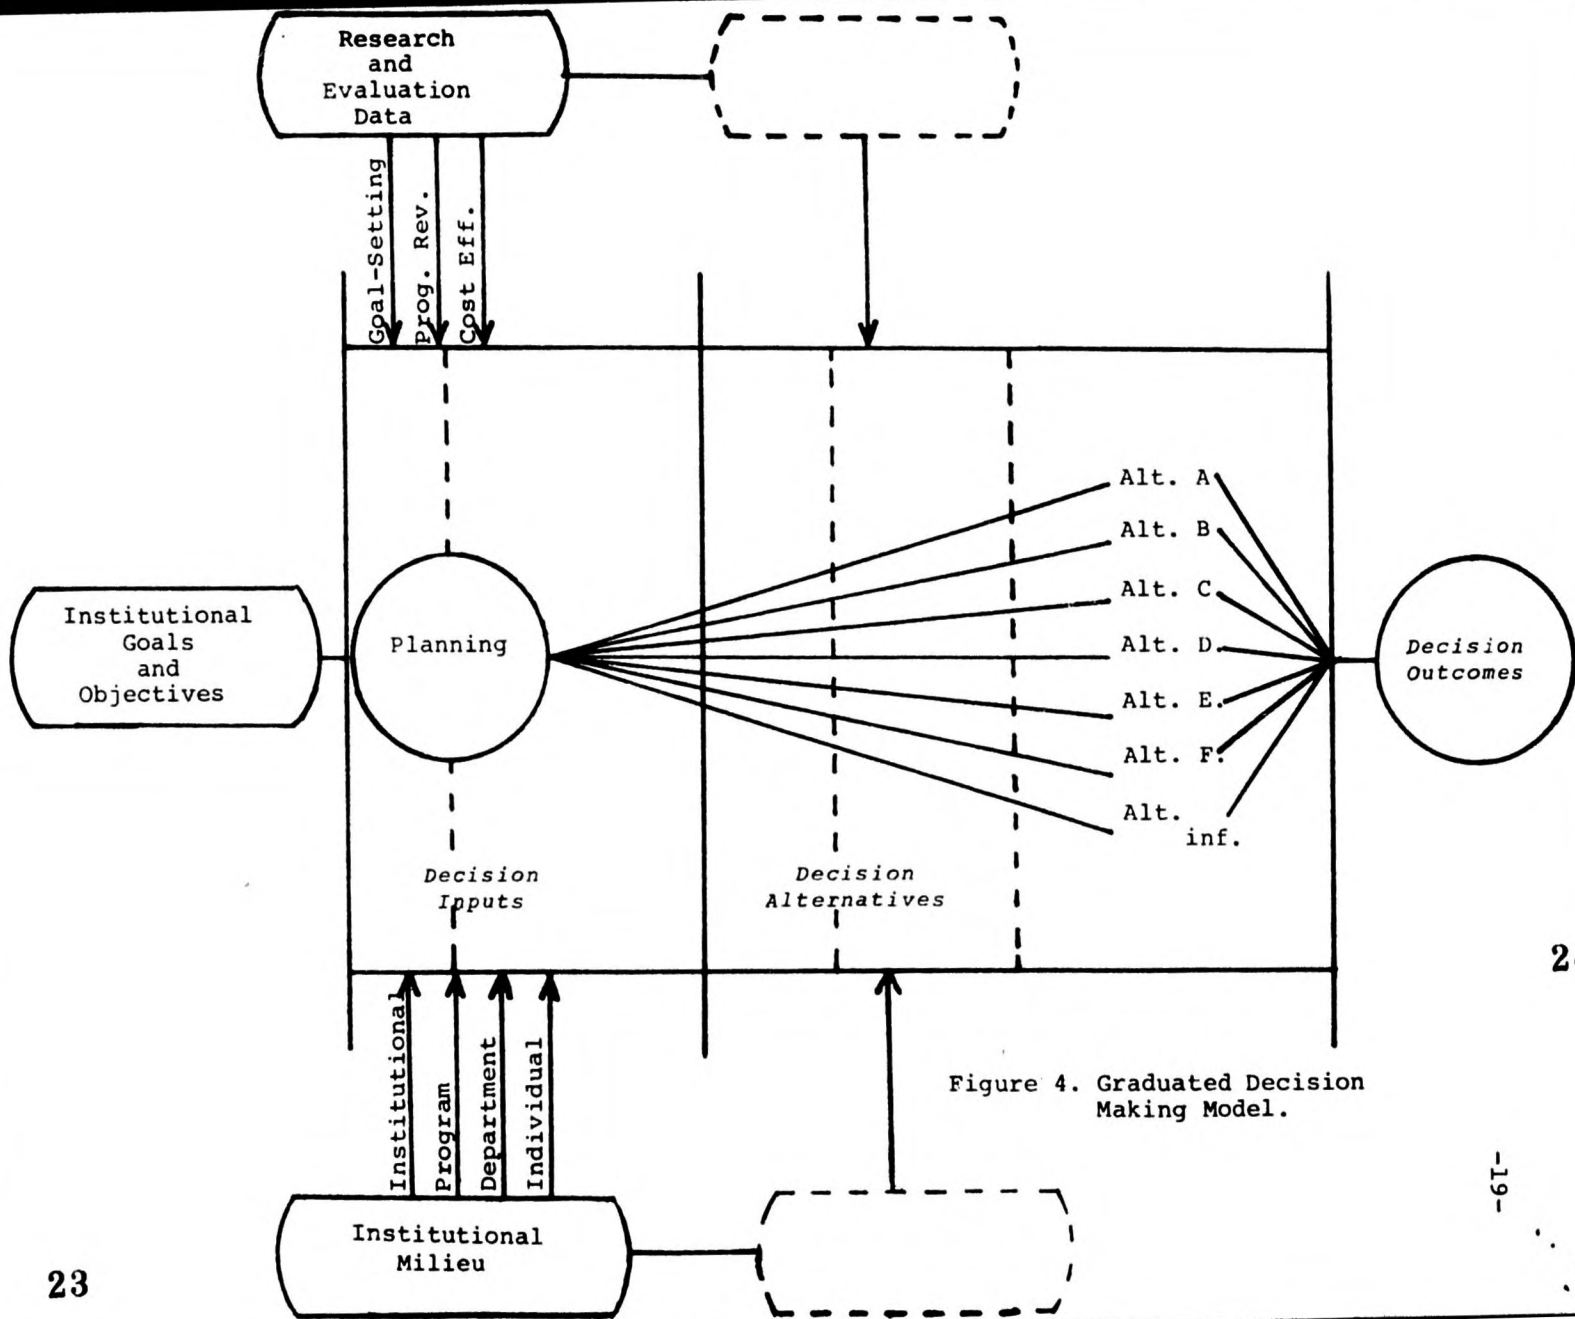 Research
and
Evaluation
Data
Goal-Setting
Prog. Rev.
Cost Eff.
Alt. A
Alt. B
Alt. C
Alt. D.
Alt. E.
Alt. F.
Alt. inf.
Institutional
Goals
and
Objectives
Planning
Decision
Outcomes
Decision
Inputs
Decision
Alternatives
Institutional
Program
Department
Individual
Figure 4. Graduated Decision
Making Model.
Institutional
Milieu
-19-
23